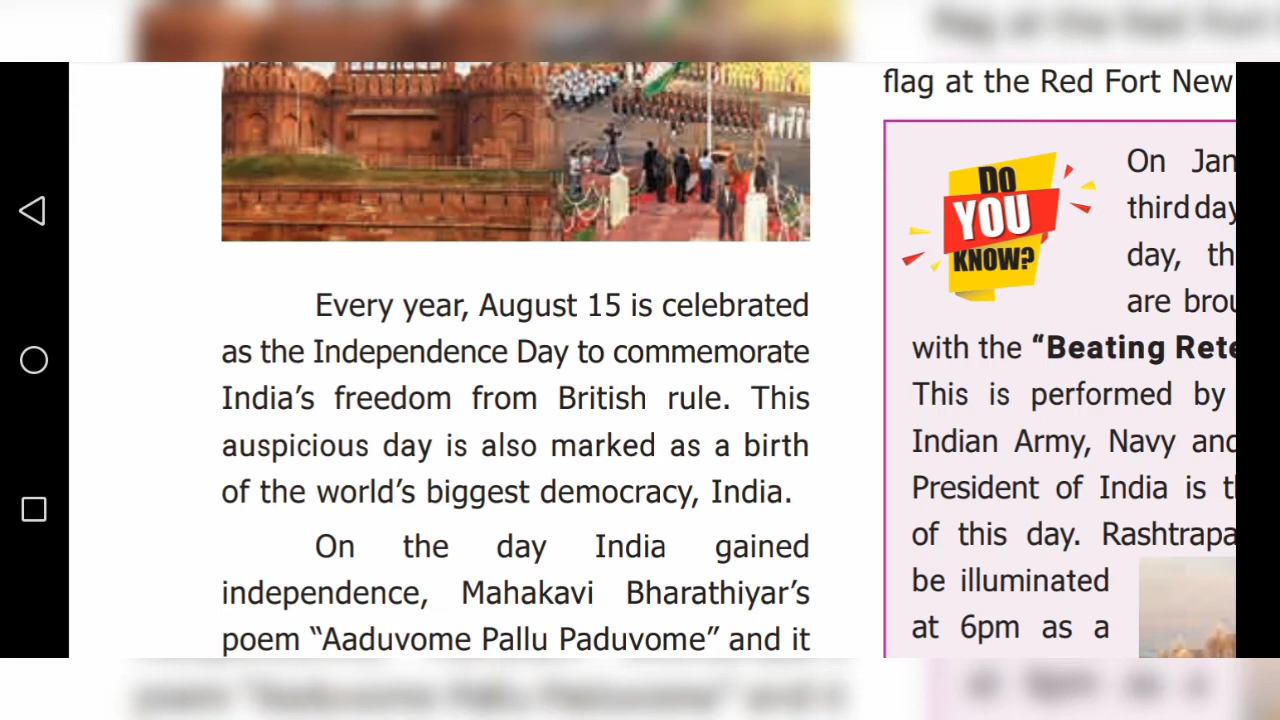 Every year, August 15 is celebrated
as the Independence Day to commemorate
India's freedom from British rule. This
auspicious day is also marked as a birth
of the world's biggest democracy, India.
On the day India gained
independence, Mahakavi Bharathiyar's
poem “Aaduvome Pallu Paduvome” and it
flag at the Red Fort New
DO
YOU
KNOW?
On Jan
third day
day, th
are brou
with the “Beating Rete
This is performed by
Indian Army, Navy and
President of India is th
of this day. Rashtrapa
be illuminated
at 6pm as a